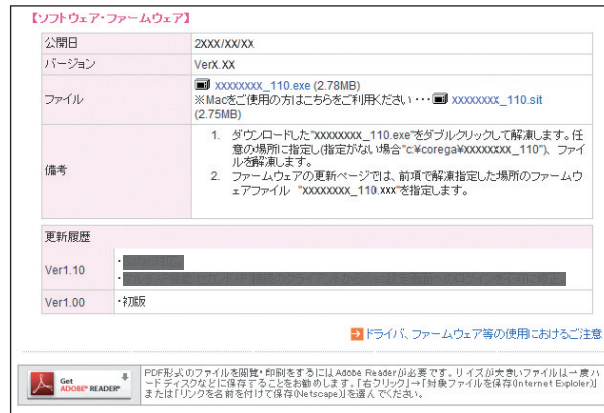 【ソフトウェア・ファームウェア】
公開日 2XXX/XX/XX
バージョン VerX.XX
ファイル
XXXXXXXX_110.exe (2.78MB)
※Macをご使用の方はこちらをご利用ください・・・ XXXXXXXX_110.sit
(2.75MB)
備考
1. ダウンロードした"XXXXXXXX_110.exe"をダブルクリックして解凍します。任
意の場所に指定し(指定がない場合"c:¥corega¥XXXXXXXX_110")、ファイ
ルを解凍します。
2. ファームウェアの更新ページでは、前項で解凍指定した場所のファームウ
ェアファイル "XXXXXXXX_110.xxx"を指定します。
更新履歴
Ver1.10
Ver1.00 ・初版
ドライバ、ファームウェア等の使用におけるご注意
Get ADOBE® READER®
PDF形式のファイルを閲覧・印刷をするにはAdobe Readerが必要です。サイズが大きいファイルは一度ハ
ードディスクなどに保存することをお勧めします。「右クリック」→「対象ファイルを保存(Internet Explorer)」
または「リンクを名前を付けて保存(Netscape)」を選んでください。